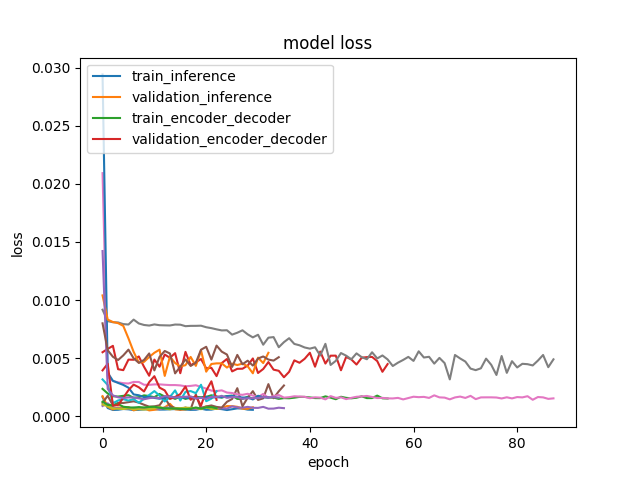 model loss
train_inference
validation_inference
train_encoder_decoder
validation_encoder_decoder
0.030
0.025
0.020
0.015
0.010
0.005
0.000
loss
0 20 40 60 80
epoch